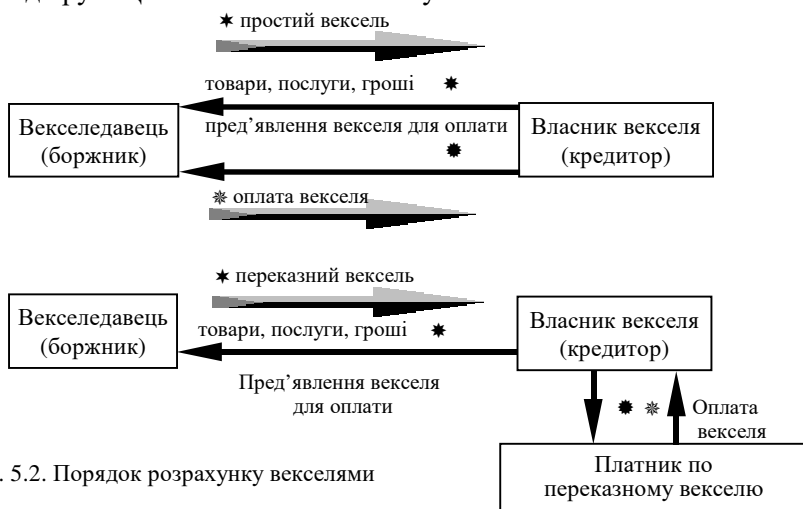 ✶ простий вексель
товари, послуги, гроші ✸
Векселедавець
(боржник)
пред’явлення векселя для оплати
✹
Власник векселя
(кредитор)
✵ оплата векселя
✶ переказний вексель
Векселедавець
(боржник)
товари, послуги, гроші ✸
Власник векселя
(кредитор)
Пред’явлення векселя
для оплати
✹ ✵ Оплата
векселя
Платник по
переказному векселю
. 5.2. Порядок розрахунку векселями